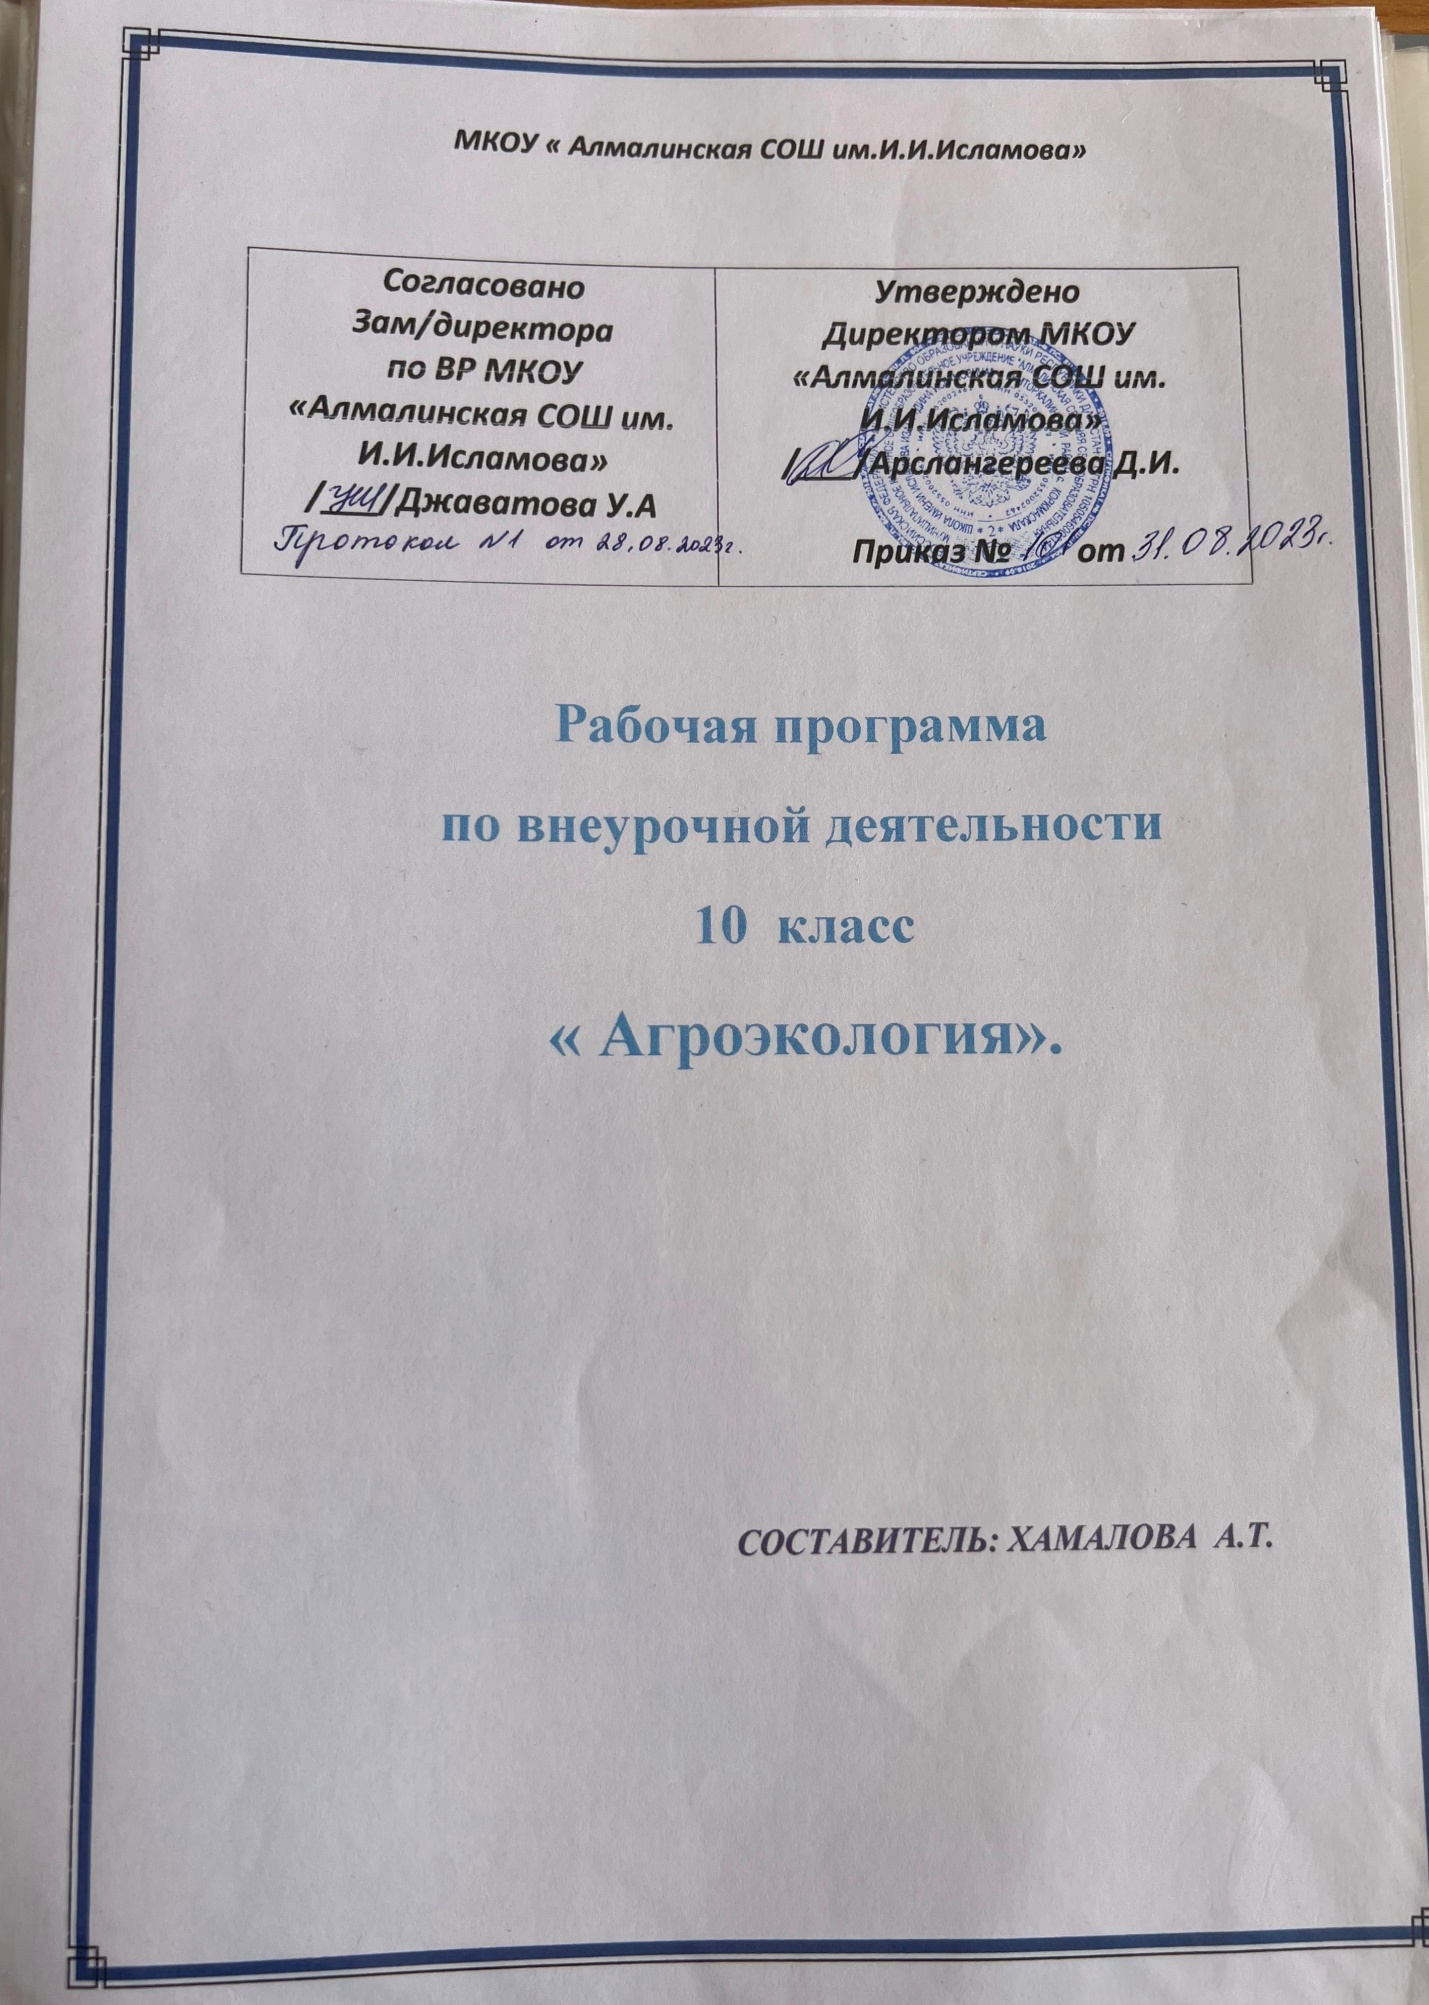 МКОУ « Алмалинская СОШ им.И.И.Исламова»
Согласовано
Зам/директора
по ВР МКОУ
«Алмалинская СОШ им.
И.И.Исламова»
/ /Джаватова У.А
Протокол №1 от 28.08.2023г.
Утверждено
Директором МКОУ
«Алмалинская СОШ им.
И.И.Исламова»
/ /Арслангереева Д.И.
Приказ № от 31.08.2023г.
Рабочая программа
по внеурочной деятельности
10 класс
« Агроэкология».
СОСТАВИТЕЛЬ: ХАМАЛОВА А.Т.